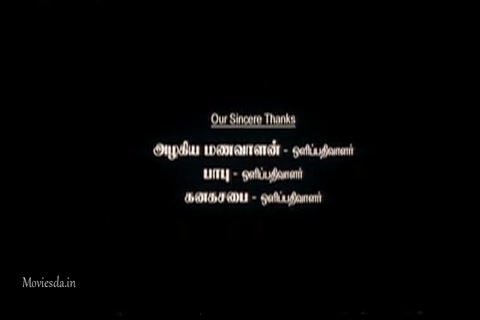 Our Sincere Thanks
அழகிய மணவாளன் - ஒளிப்பதிவாளர்
பாபு - ஒளிப்பதிவாளர்
கனகசபை - ஒளிப்பதிவாளர்
Moviesda.in